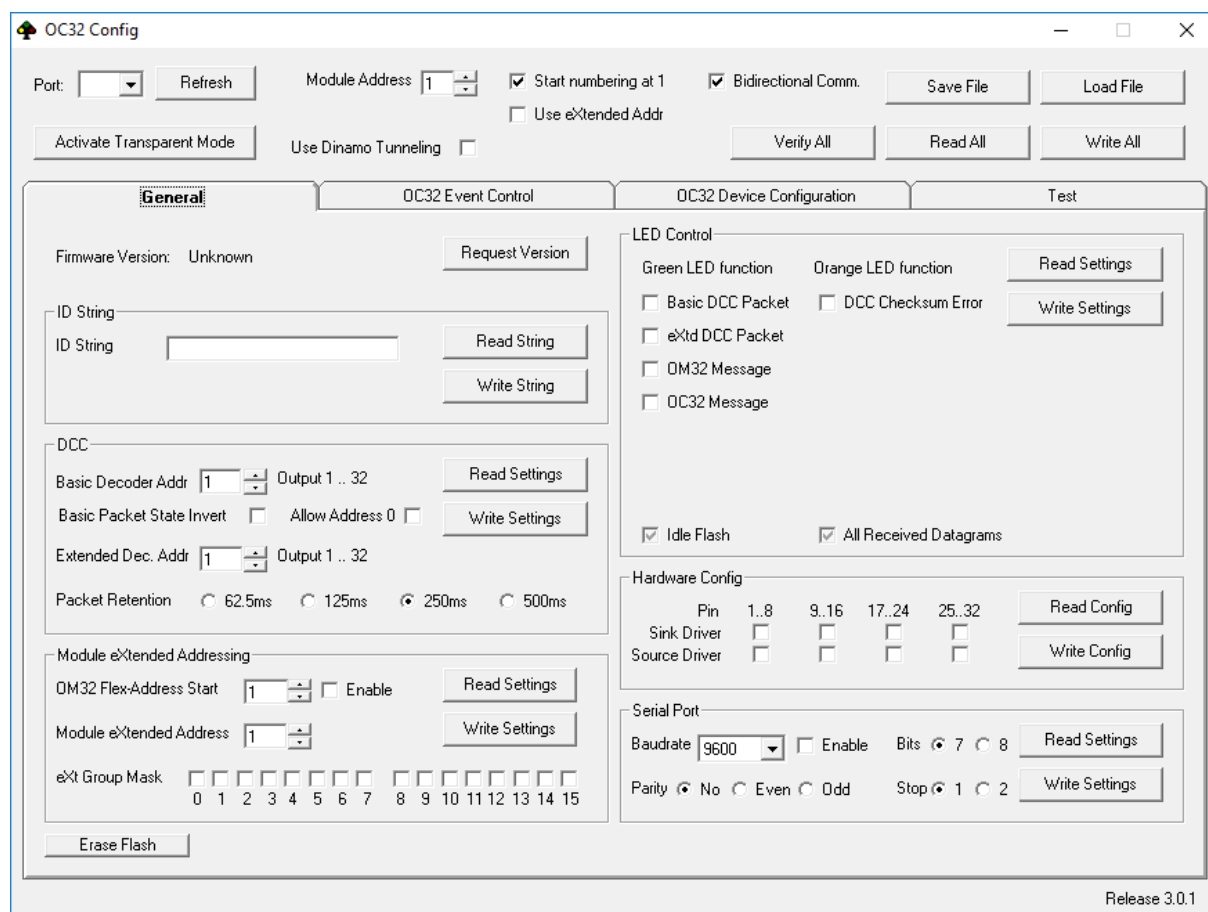 OC32 Config
Port: Refresh Module Address 1 Start numbering at 1 Bidirectional Comm. Save File Load File
Use eXtended Addr
Activate Transparent Mode Use Dinamo Tunneling Verify All Read All Write All
General OC32 Event Control OC32 Device Configuration Test
Firmware Version: Unknown Request Version
ID String
ID String Read String
Write String
DCC
Basic Decoder Addr 1 Output 1 .. 32 Read Settings
Basic Packet State Invert Allow Address 0 Write Settings
Extended Dec. Addr 1 Output 1 .. 32
Packet Retention 62.5ms 125ms 250ms 500ms
Module eXtended Addressing
OM32 Flex-Address Start 1 Enable Read Settings
Module eXtended Address 1 Write Settings
eXt Group Mask
0 1 2 3 4 5 6 7 8 9 10 11 12 13 14 15
Erase Flash
LED Control
Green LED function Orange LED function Read Settings
Basic DCC Packet DCC Checksum Error Write Settings
eXtd DCC Packet
OM32 Message
OC32 Message
Idle Flash All Received Datagrams
Hardware Config
Pin 1..8 9..16 17..24 25..32 Read Config
Sink Driver
Source Driver Write Config
Serial Port
Baudrate 9600 Enable Bits 7 8 Read Settings
Parity No Even Odd Stop 1 2 Write Settings
Release 3.0.1